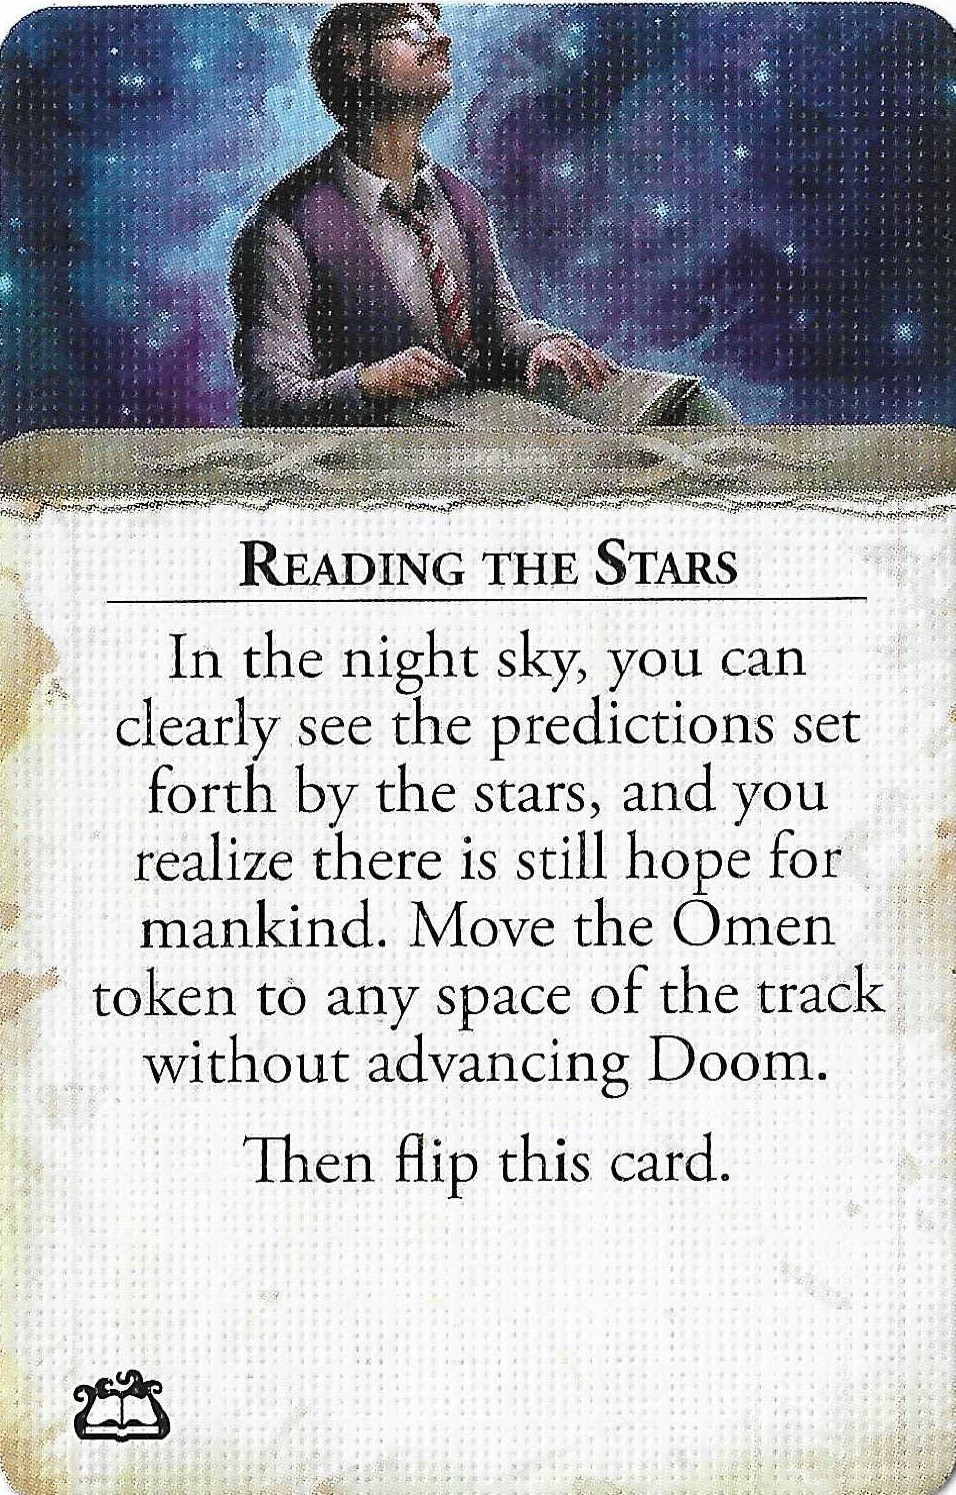 READING THE STARS
In the night sky, you can
clearly see the predictions set
forth by the stars, and you
realize there is still hope for
mankind. Move the Omen
token to any space of the track
without advancing Doom.
Then flip this card.